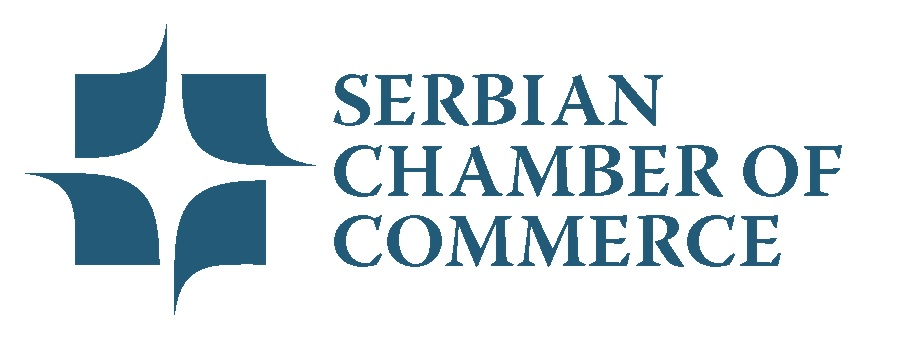 SERBIAN
CHAMBER OF
COMMERCE